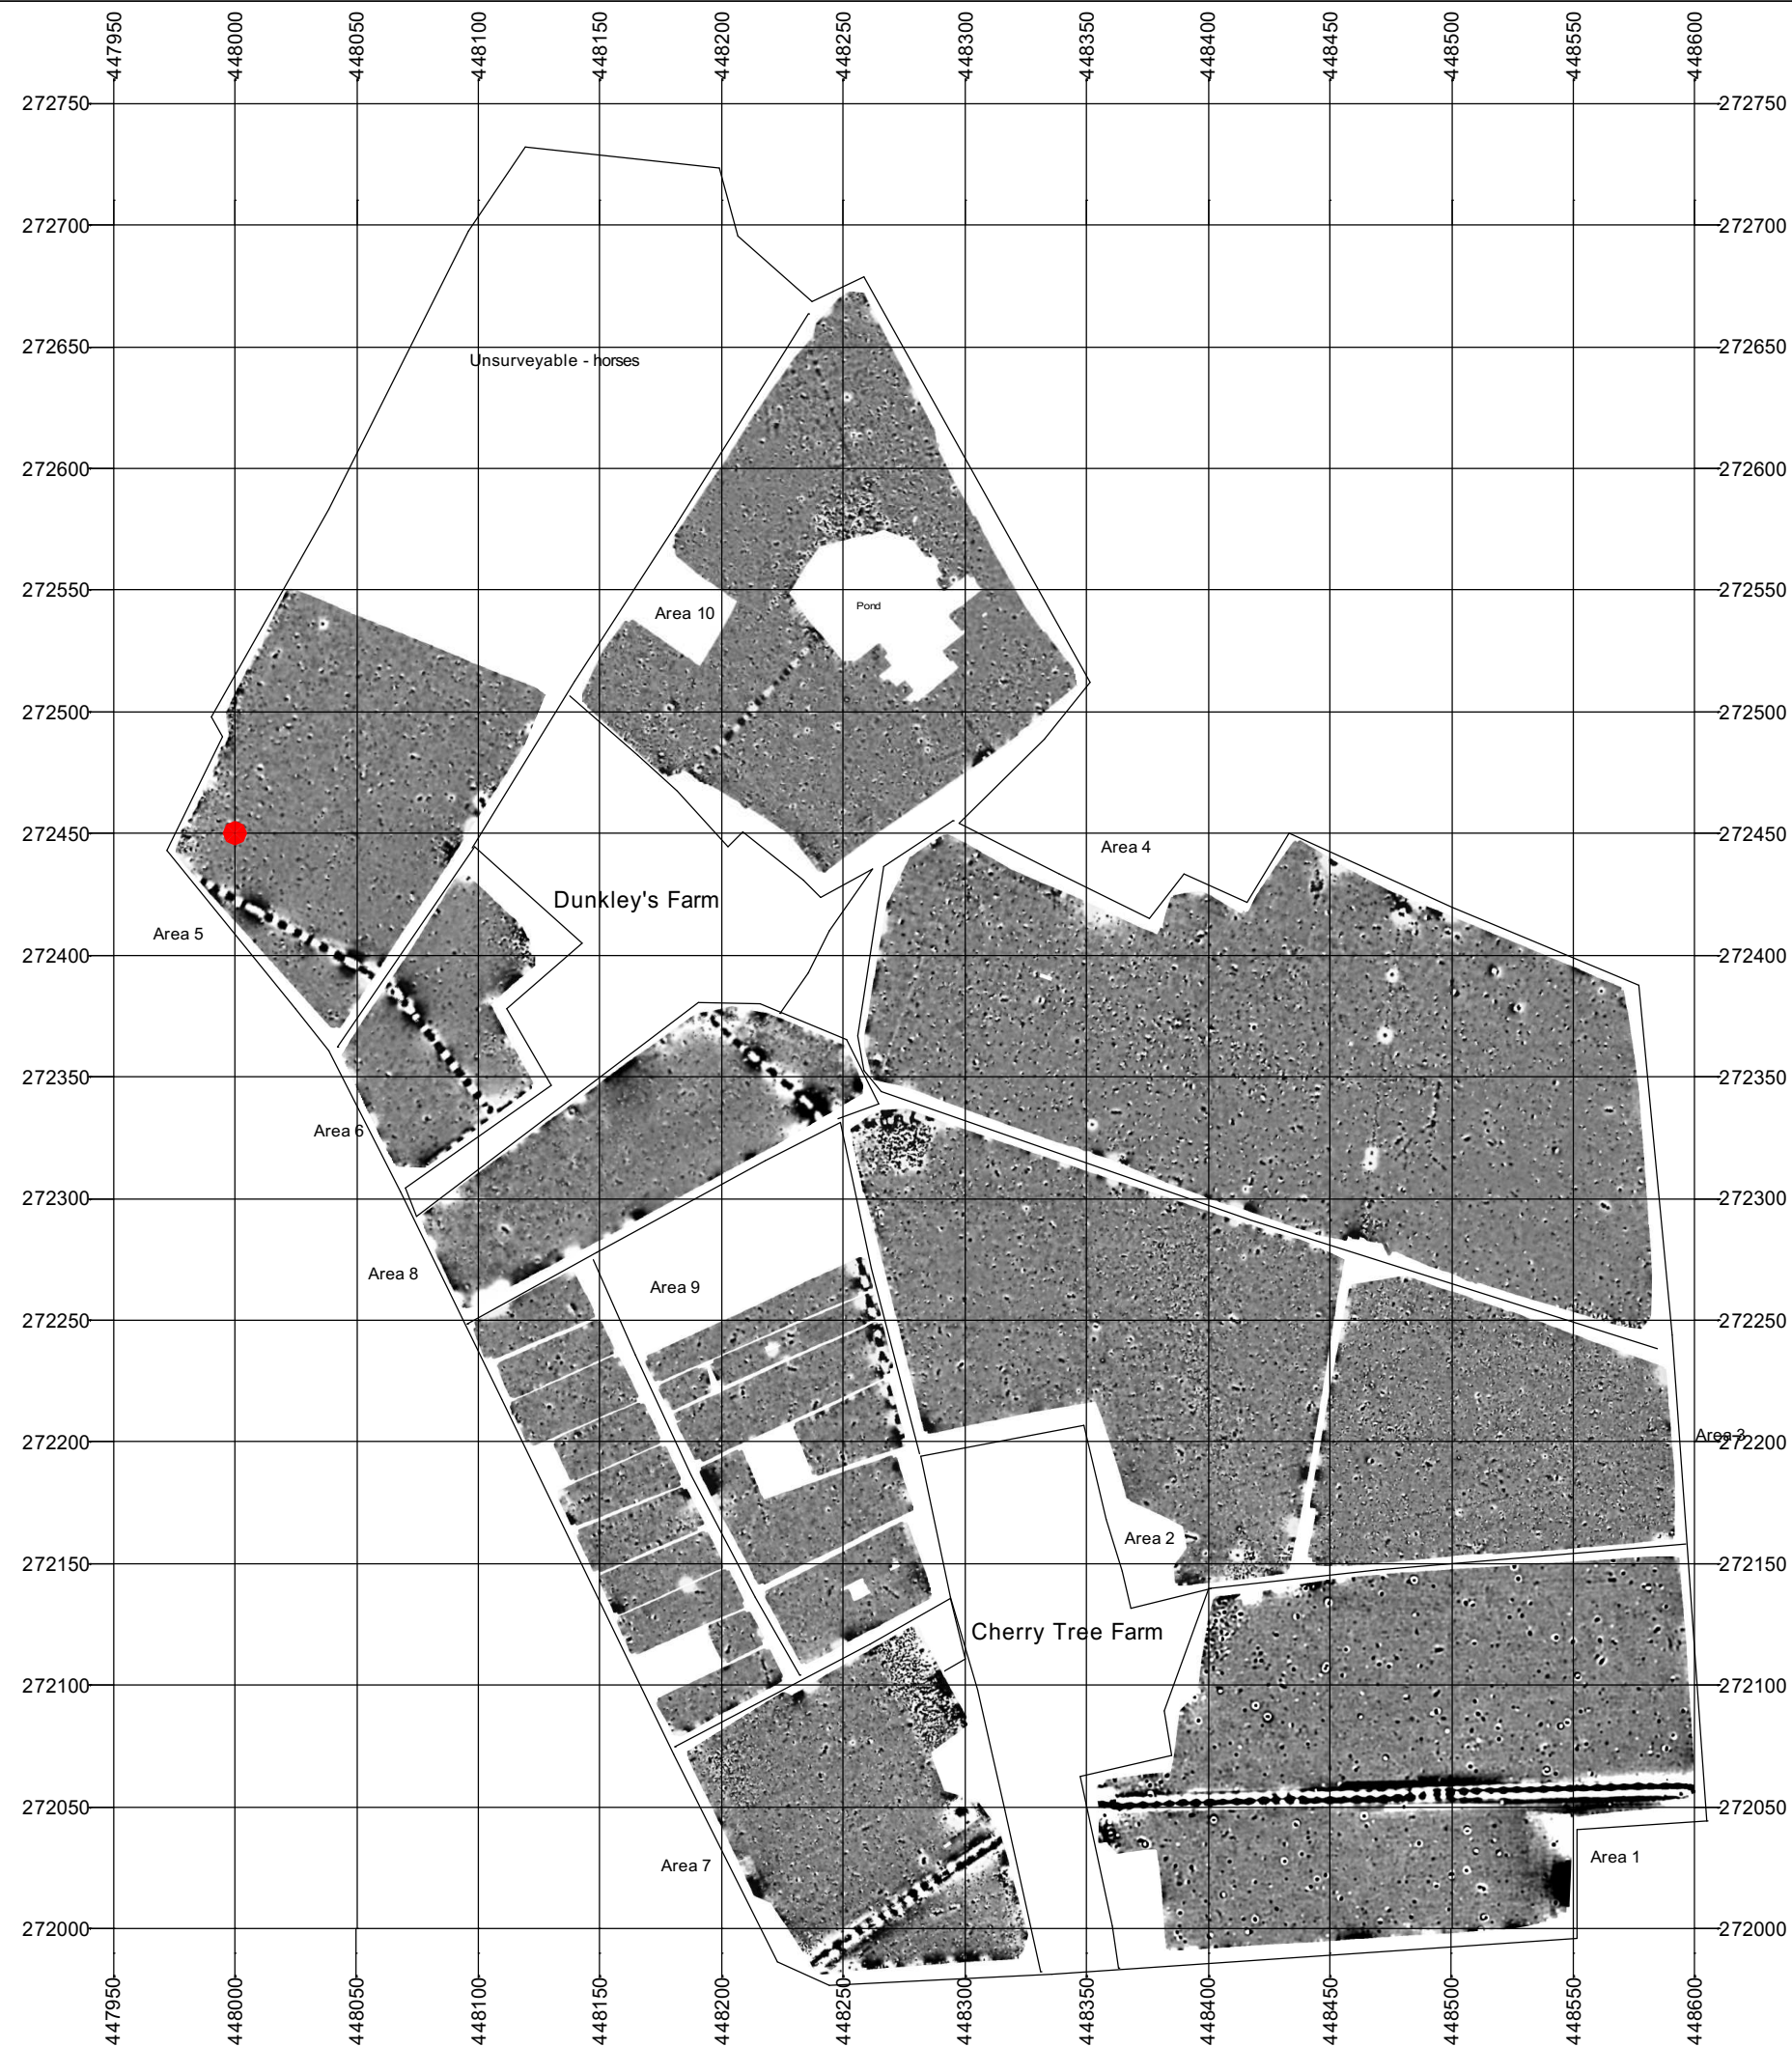 447950 448000 448050 448100 448150 448200 448250 448300 448350 448400 448450 448500 448550 448600
272750 272750
272700 272700
272650 272650
Unsurveyable - horses
272600 272600
272550 272550
Pond
Area 10
272500 272500
272450 272450
Area 4
Dunkley's Farm
Area 5
272400 272400
272350 272350
Area 6
272300 272300
Area 8
Area 9
272250 272250
Area 3
272200 272200
Area 2
272150 272150
Cherry Tree Farm
272100 272100
272050 272050
Area 1
Area 7
272000 272000
447950 448000 448050 448100 448150 448200 448250 448300 448350 448400 448450 448500 448550 448600